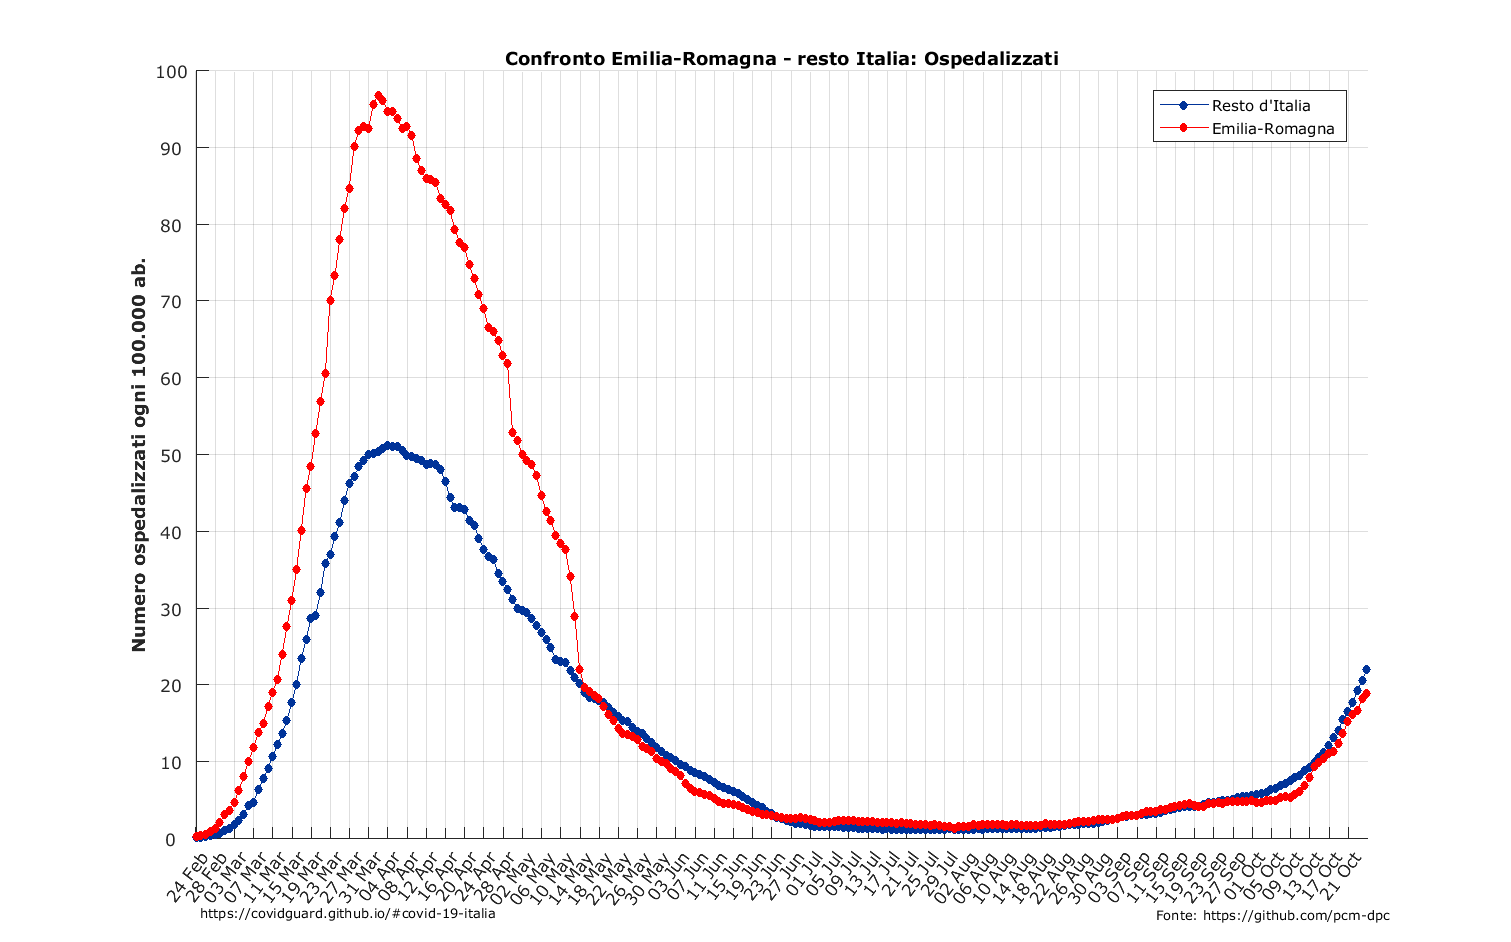 Confronto Emilia-Romagna - resto Italia: Ospedalizzati
Numero ospedalizzati ogni 100.000 ab.
100
90
80
70
60
50
40
30
20
10
0
Resto d'Italia
Emilia-Romagna
24 Feb
28 Feb
03 Mar
07 Mar
11 Mar
15 Mar
19 Mar
23 Mar
27 Mar
31 Mar
04 Apr
08 Apr
12 Apr
16 Apr
20 Apr
24 Apr
28 Apr
02 May
06 May
10 May
14 May
18 May
22 May
26 May
30 May
03 Jun
07 Jun
11 Jun
15 Jun
19 Jun
23 Jun
27 Jun
01 Jul
05 Jul
09 Jul
13 Jul
17 Jul
21 Jul
25 Jul
29 Jul
02 Aug
06 Aug
10 Aug
14 Aug
18 Aug
22 Aug
26 Aug
30 Aug
03 Sep
07 Sep
11 Sep
15 Sep
19 Sep
23 Sep
27 Sep
01 Oct
05 Oct
09 Oct
13 Oct
17 Oct
21 Oct
https://covidguard.github.io/#covid-19-italia
Fonte: https://github.com/pcm-dpc